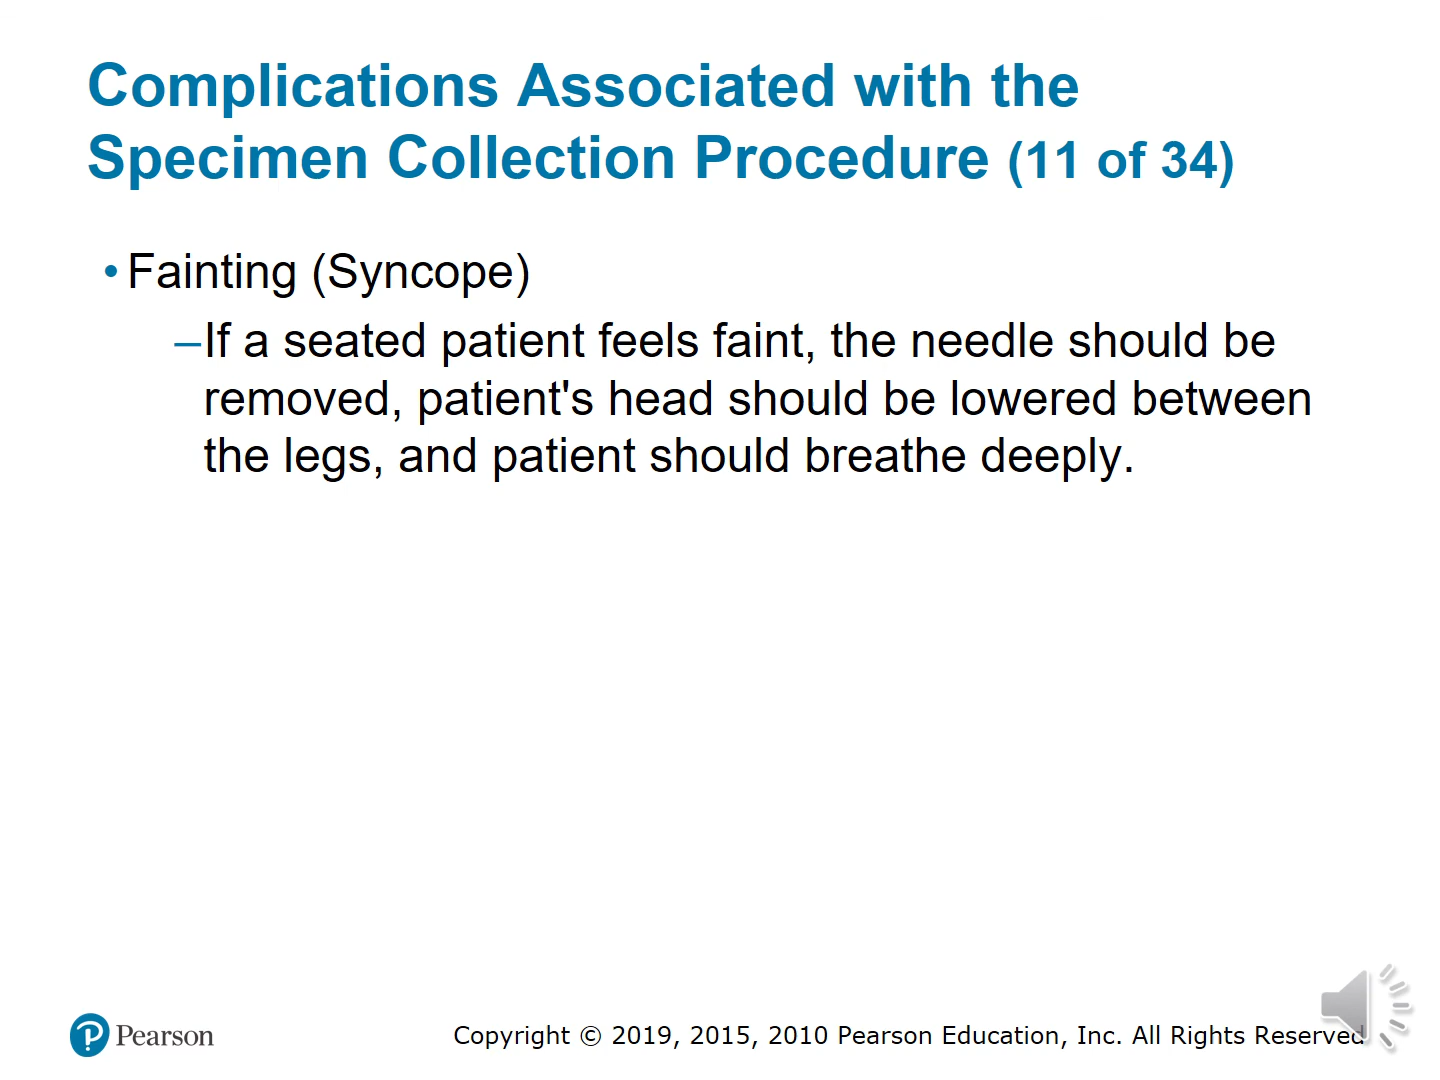 Complications Associated with the
Specimen Collection Procedure (11 of 34)
• Fainting (Syncope)
–If a seated patient feels faint, the needle should be
removed, patient's head should be lowered between
the legs, and patient should breathe deeply.
Pearson
Copyright © 2019, 2015, 2010 Pearson Education, Inc. All Rights Reserved